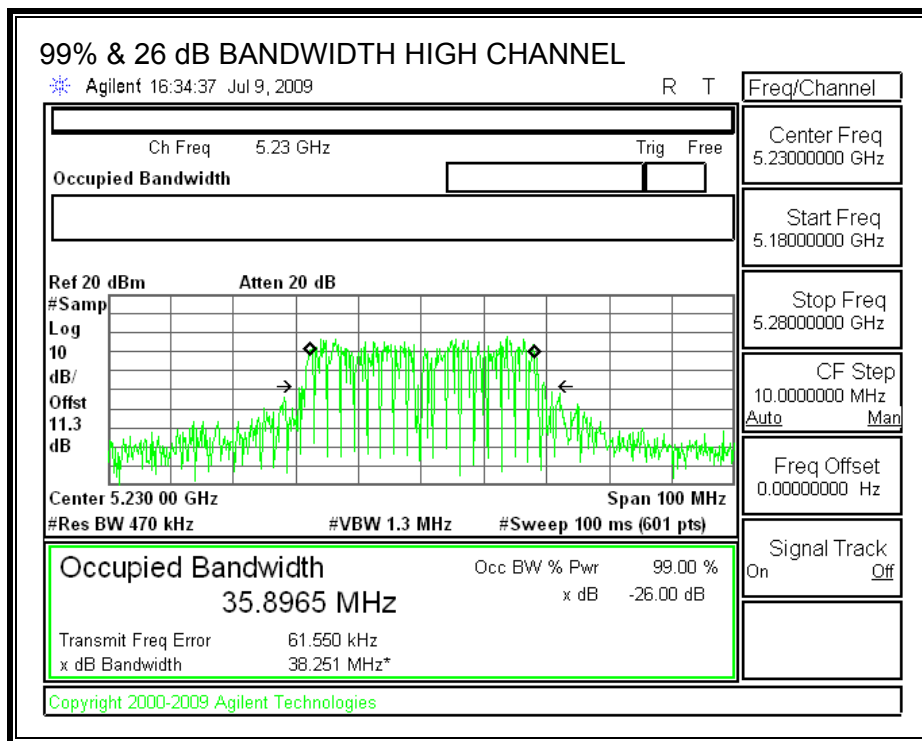 99% & 26 dB BANDWIDTH HIGH CHANNEL
Agilent 16:34:37 Jul 9, 2009 R T
Freq/Channel
Ch Freq 5.23 GHz Trig Free
Occupied Bandwidth
Center Freq
5.23000000 GHz
Start Freq
5.18000000 GHz
Stop Freq
5.28000000 GHz
CF Step
10.0000000 MHz
Auto Man
Freq Offset
0.00000000 Hz
Signal Track
On Off
Ref 20 dBm Atten 20 dB
#Samp
Log
10
dB/
Offst
11.3
dB
Center 5.230 00 GHz Span 100 MHz
#Res BW 470 kHz #VBW 1.3 MHz #Sweep 100 ms (601 pts)
Occupied Bandwidth Occ BW % Pwr 99.00 %
35.8965 MHz x dB -26.00 dB
Transmit Freq Error 61.550 kHz
x dB Bandwidth 38.251 MHz*
Copyright 2000-2009 Agilent Technologies